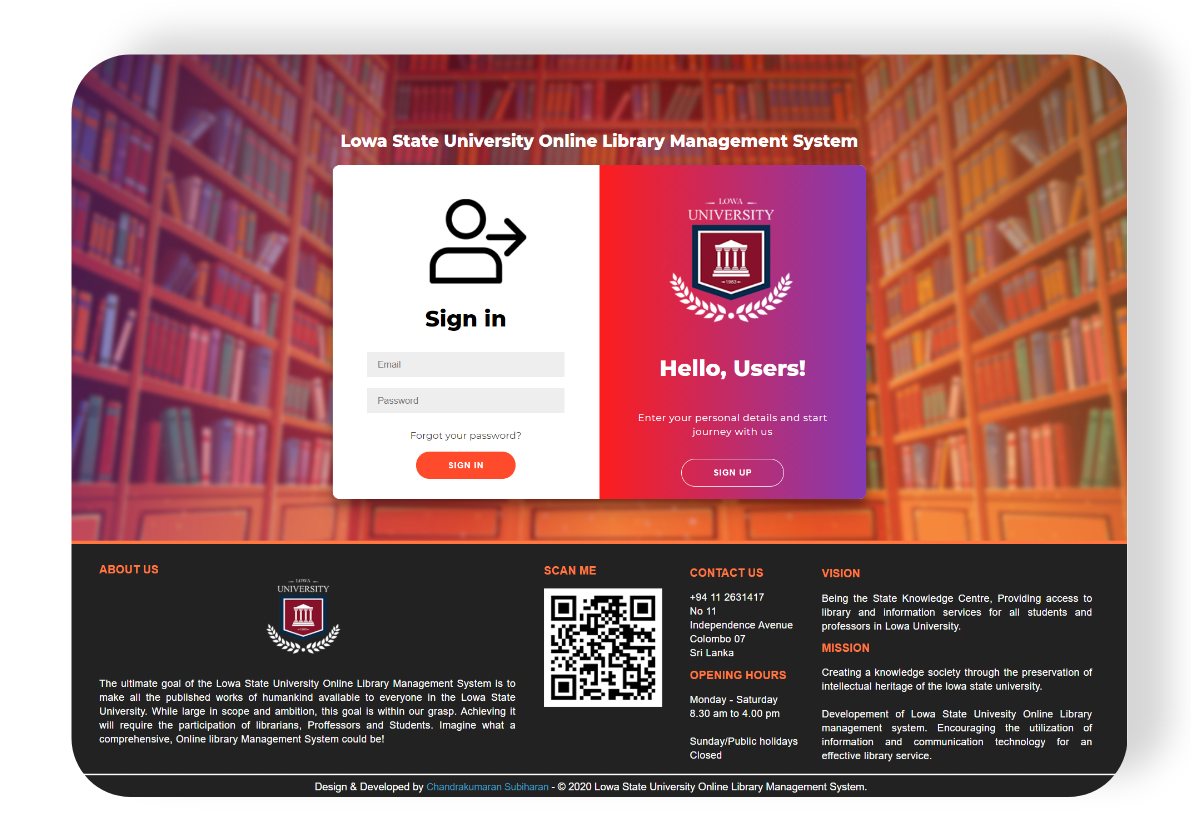 Lowa State University Online Library Management System
Sign in
Email
Password
Forgot your password?
SIGN IN
LOWA
UNIVERSITY
1983
Hello, Users!
Enter your personal details and start
journey with us
SIGN UP
ABOUT US
LOWA
UNIVERSITY
The ultimate goal of the Lowa State University Online Library Management System is to
make all the published works of humankind available to everyone in the Lowa State
University. While large in scope and ambition, this goal is within our grasp. Achieving it
will require the participation of librarians, Proffessors and Students. Imagine what a
comprehensive, Online library Management System could be!
SCAN ME
CONTACT US
+94 11 2631417
No 11
Independence Avenue
Colombo 07
Sri Lanka
OPENING HOURS
Monday - Saturday
8.30 am to 4.00 pm
Sunday/Public holidays
Closed
VISION
Being the State Knowledge Centre, Providing access to
library and information services for all students and
professors in Lowa University.
MISSION
Creating a knowledge society through the preservation of
intellectual heritage of the lowa state university.
Developement of Lowa State Univesity Online Library
management system. Encouraging the utilization of
information and communication technology for an
effective library service.
Design & Developed by Chandrakumaran Subiharan - © 2020 Lowa State University Online Library Management System.